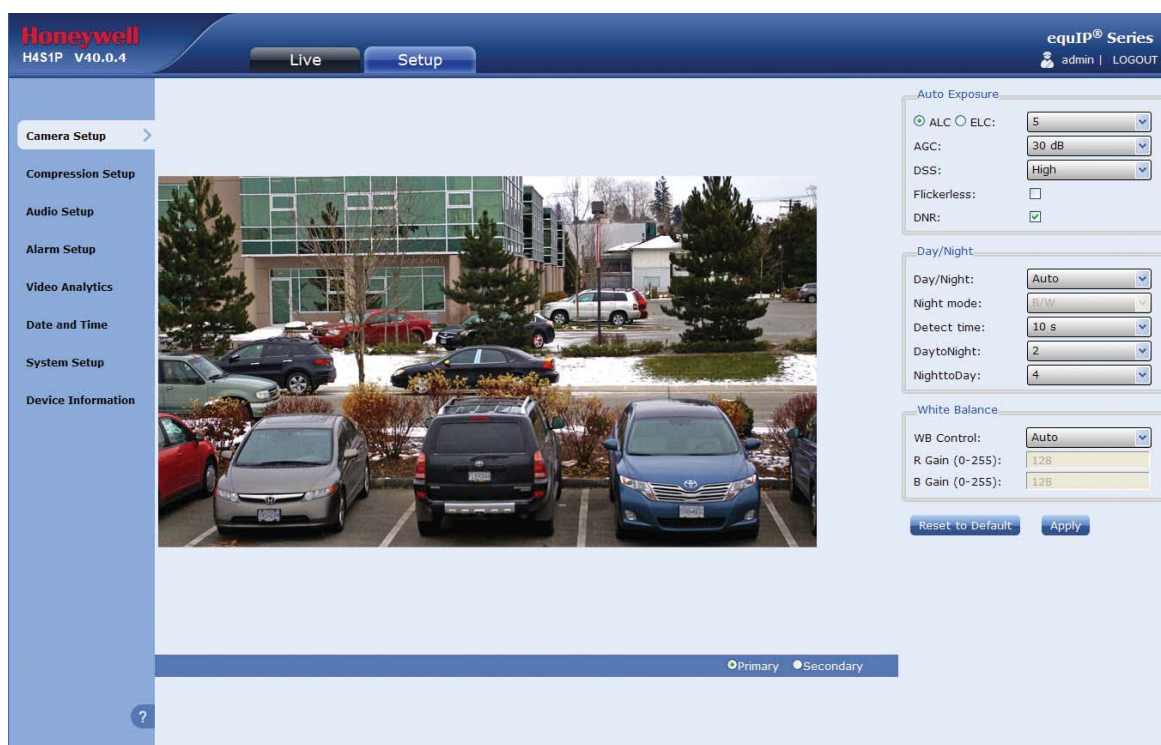 Honeywell
H4S1P V40.0.4
Live
Setup
equIP® Series
admin | LOGOUT
Camera Setup
Compression Setup
Audio Setup
Alarm Setup
Video Analytics
Date and Time
System Setup
Device Information
?
Auto Exposure
ALC ELC: 5
AGC: 30 dB
DSS: High
Flickerless:
DNR:
Day/Night
Day/Night: Auto
Night mode: B/W
Detect time: 10 s
DaytoNight: 2
NighttoDay: 4
White Balance
WB Control: Auto
R Gain (0-255): 128
B Gain (0-255): 128
Reset to Default Apply
Primary Secondary